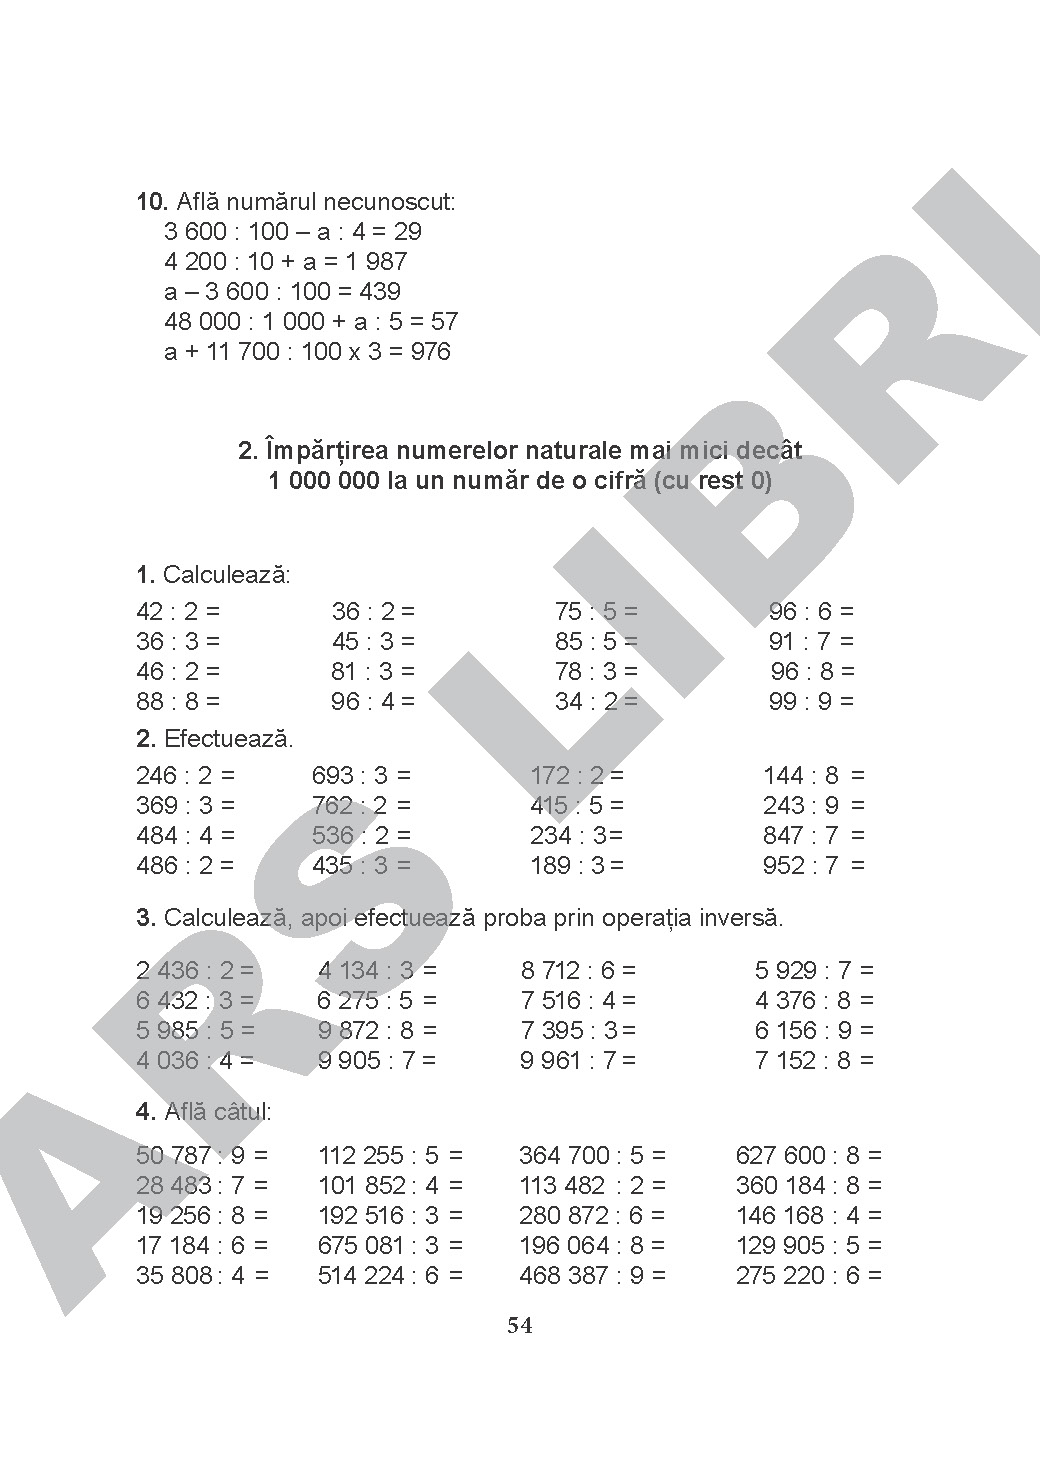 10. Află numărul necunoscut:
3 600 : 100 – a : 4 = 29
4 200 : 10 + a = 1 987
a – 3 600 : 100 = 439
48 000 : 1 000 + a : 5 = 57
a + 11 700 : 100 x 3 = 976
2. Împărțirea numerelor naturale mai mici decât
1 000 000 la un număr de o cifră (cu rest 0)
1. Calculează:
42 : 2 = 36 : 2 = 75 : 5 = 96 : 6 =
36 : 3 = 45 : 3 = 85 : 5 = 91 : 7 =
46 : 2 = 81 : 3 = 78 : 3 = 96 : 8 =
88 : 8 = 96 : 4 = 34 : 2 = 99 : 9 =
2. Efectuează.
246 : 2 = 693 : 3 = 172 : 2 = 144 : 8 =
369 : 3 = 762 : 2 = 415 : 5 = 243 : 9 =
484 : 4 = 536 : 2 = 234 : 3= 847 : 7 =
486 : 2 = 435 : 3 = 189 : 3 = 952 : 7 =
3. Calculează, apoi efectuează proba prin operația inversă.
2 436 : 2 = 4 134 : 3 = 8 712 : 6 = 5 929 : 7 =
6 432 : 3 = 6 275 : 5 = 7 516 : 4 = 4 376 : 8 =
5 985 : 5 = 9 872 : 8 = 7 395 : 3 = 6 156 : 9 =
4 036 : 4 = 9 905 : 7 = 9 961 : 7 = 7 152 : 8 =
4. Află câtul:
50 787 : 9 = 112 255 : 5 = 364 700 : 5 = 627 600 : 8 =
28 483 : 7 = 101 852 : 4 = 113 482 : 2 = 360 184 : 8 =
19 256 : 8 = 192 516 : 3 = 280 872 : 6 = 146 168 : 4 =
17 184 : 6 = 675 081 : 3 = 196 064 : 8 = 129 905 : 5 =
35 808 : 4 = 514 224 : 6 = 468 387 : 9 = 275 220 : 6 =
54
ARS LIBRI